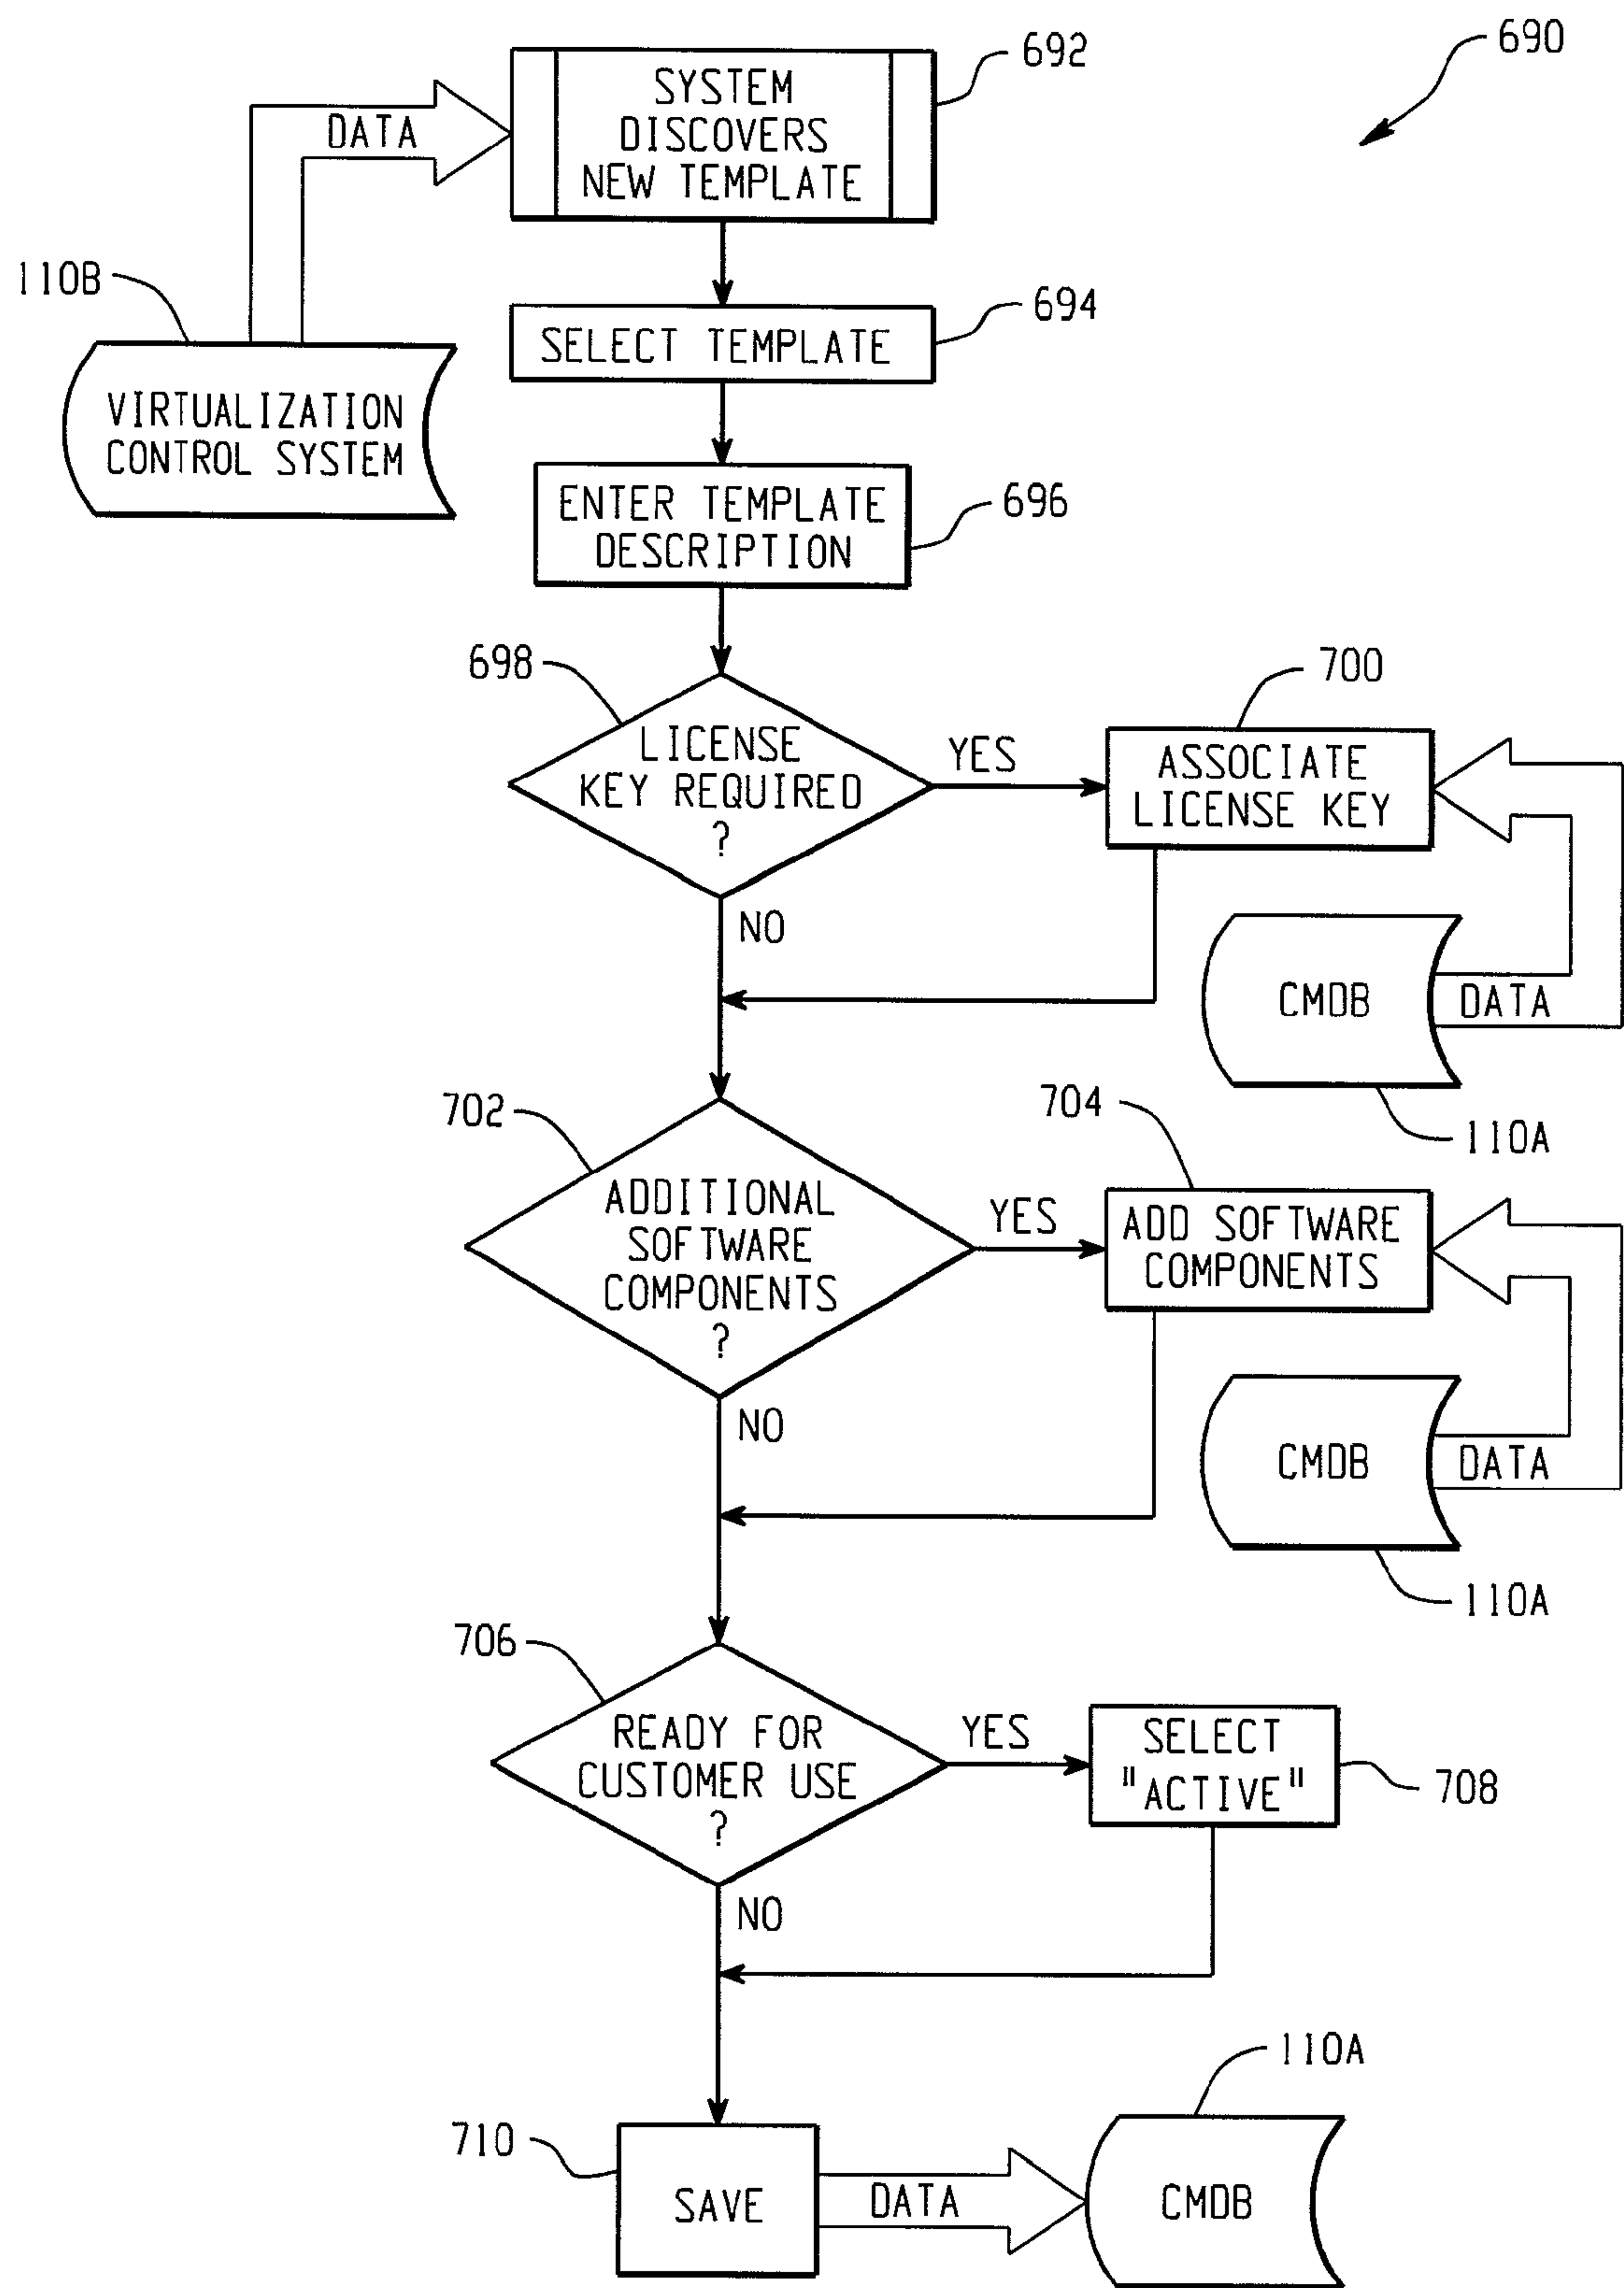 690
692
SYSTEM
DISCOVERS
NEW TEMPLATE
DATA
110B
VIRTUALIZATION
CONTROL SYSTEM
694
SELECT TEMPLATE
696
ENTER TEMPLATE
DESCRIPTION
698
LICENSE
KEY REQUIRED
?
YES
NO
700
ASSOCIATE
LICENSE KEY
CMDB
DATA
110A
702
ADDITIONAL
SOFTWARE
COMPONENTS
?
YES
NO
704
ADD SOFTWARE
COMPONENTS
CMDB
DATA
110A
706
READY FOR
CUSTOMER USE
?
YES
NO
SELECT
"ACTIVE"
708
710
SAVE
DATA
110A
CMDB